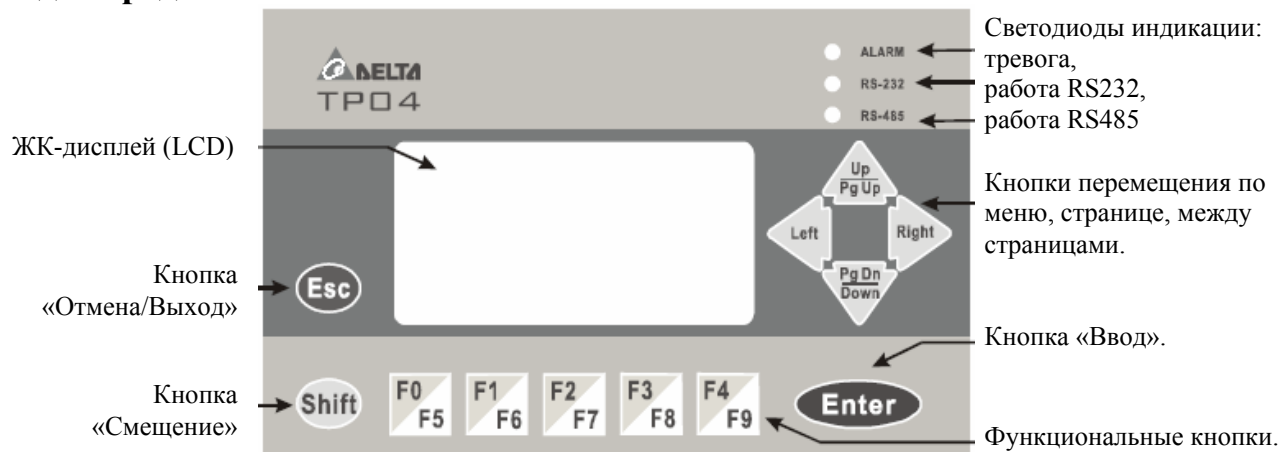 DELTA
TP04
ALARM
RS-232
RS-485
Светодиоды индикации:
тревога,
работа RS232,
работа RS485
ЖК-дисплей (LCD)
Up
Pg Up
Left
Right
Pg Dn
Down
Кнопки перемещения по
меню, странице, между
страницами.
Кнопка
«Отмена/Выход»
Esc
Кнопка «Ввод».
Кнопка
«Смещение»
Shift
F0
F5
F1
F6
F2
F7
F3
F8
F4
F9
Enter
Функциональные кнопки.